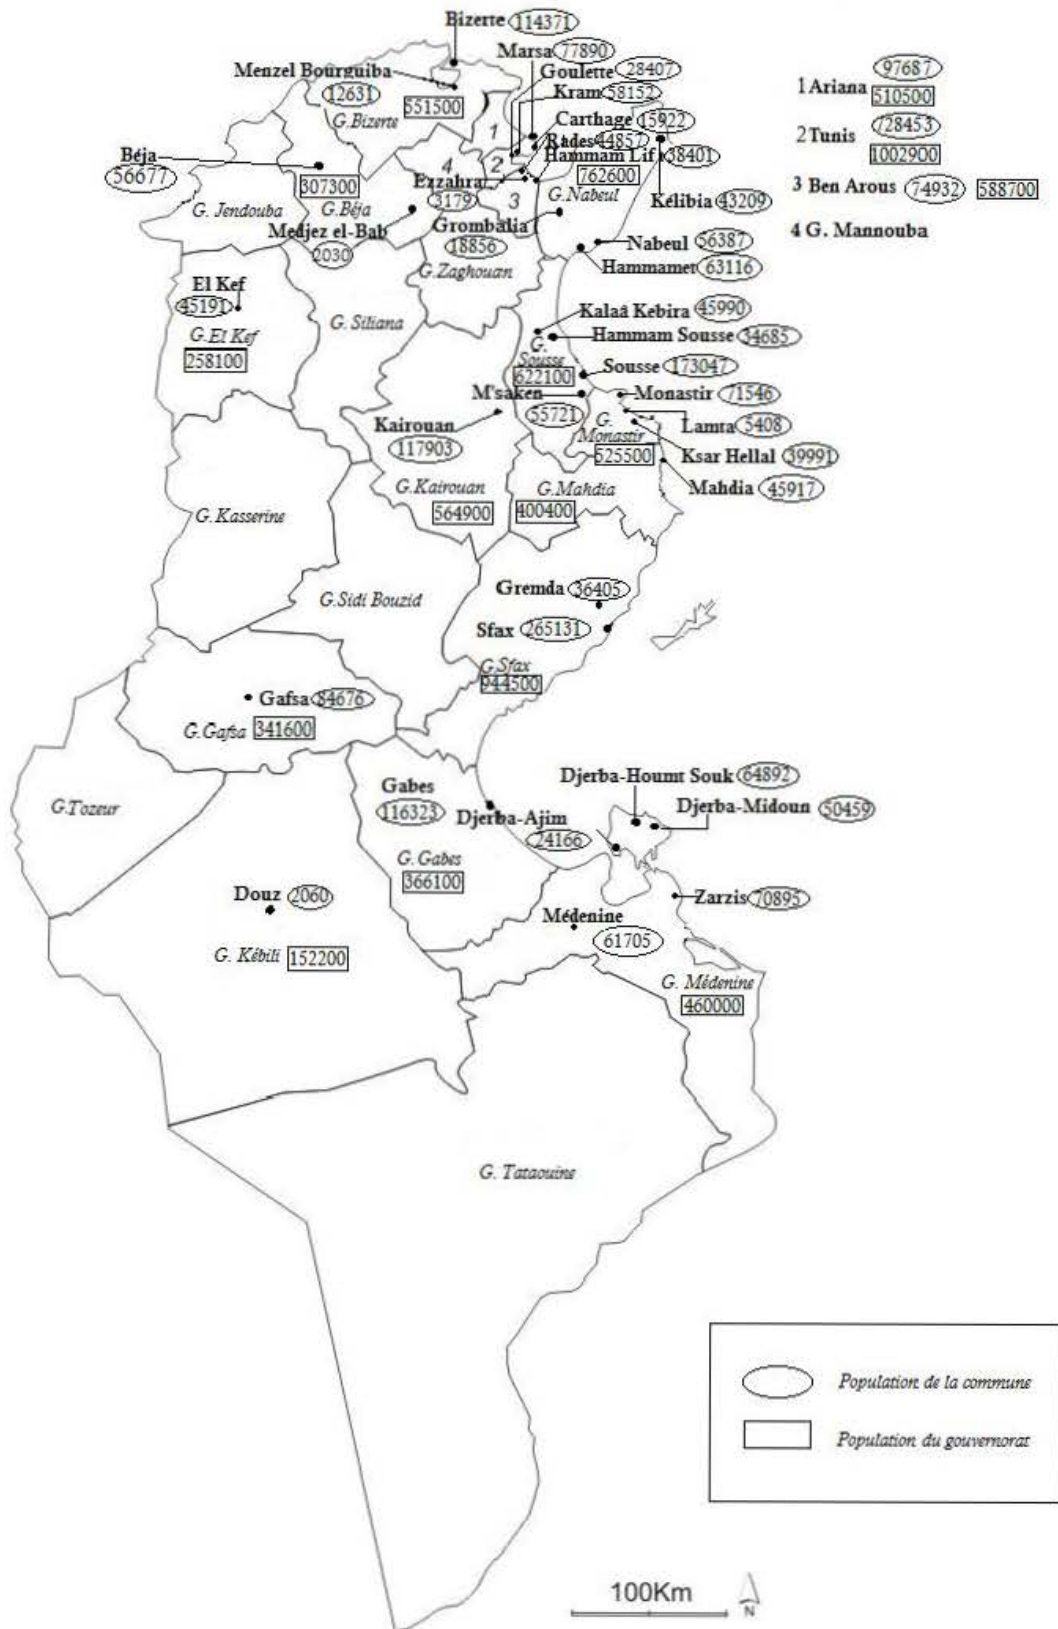 Bizerte 114371
Marsa 77890
Goulette 28407
Menzel Bourguiba
12631
551500
G.Bizerte
Kram 58152
Carthage 15922
Rades 44857
Hammam Lif 38401
762600
G.Nabeul
1
2
3
4
1 Ariana 97687
510500
2 Tunis 728453
1002900
3 Ben Arous 74932 588700
4 G. Mannouba
Béja
56677
307300
G.Béja
G. Jendouba
Ezzahra
3179
Kélibia 43209
Medjez el-Bab
2030
Grombalia
18856
G.Zaghouan
Nabeul 56387
Hammamet 63116
El Kef
45191
G.El Kef
258100
G. Siliana
Kalaâ Kebira 45990
Hammam Sousse 34685
G.
Sousse
622100
Sousse 173047
M'saken
55721
Monastir 71546
Lamta 5408
G.
Monastir
525500
Ksar Hellal 39991
Mahdia 45917
Kairouan
117903
G.Kairouan
564900
G.Mahdia
400400
G.Kasserine
G.Sidi Bouzid
Gremda 36405
Sfax 265131
G.Sfax
944500
Gafsa 84676
G.Gafsa 341600
G.Tozeur
Gabes
116323
G. Gabes
366100
Djerba-Houmt Souk 64892
Djerba-Midoun 50459
Djerba-Ajim
24166
Douz 2060
G. Kébili 152200
Zarzis 70895
Médenine
61705
G. Médenine
460000
G. Tataouine
Population de la commune
Population du gouvernorat
100Km
N